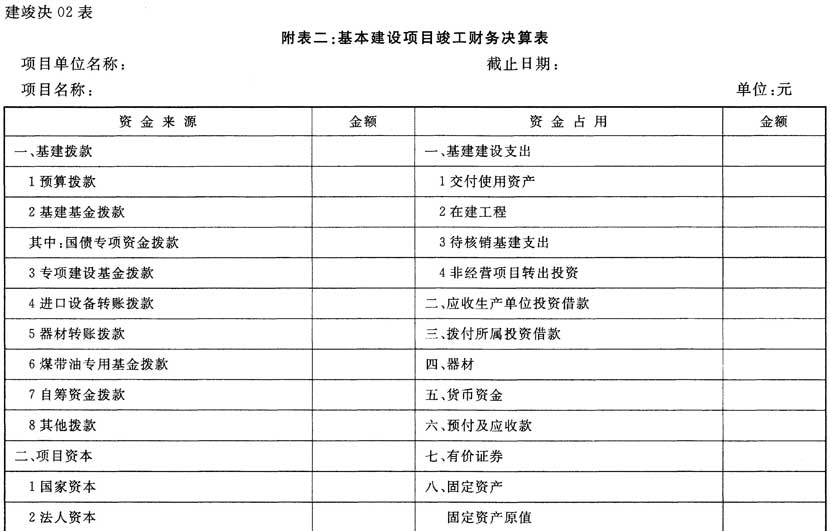 建竣决 02 表
附表二:基本建设项目竣工财务决算表
项目单位名称: 截止日期:
项目名称: 单位:元
资金来源 金额 资金占用 金额
一、基建拨款 一、基建建设支出
1 预算拨款 1 交付使用资产
2 基建基金拨款 2 在建工程
其中:国债专项资金拨款 3 待核销基建支出
3 专项建设基金拨款 4 非经营项目转出投资
4 进口设备转账拨款 二、应收生产单位投资借款
5 器材转账拨款 三、拨付所属投资借款
6 煤带油专用基金拨款 四、器材
7 自筹资金拨款 五、货币资金
8 其他拨款 六、预付及应收款
二、项目资本 七、有价证券
1 国家资本 八、固定资产
2 法人资本 固定资产原值